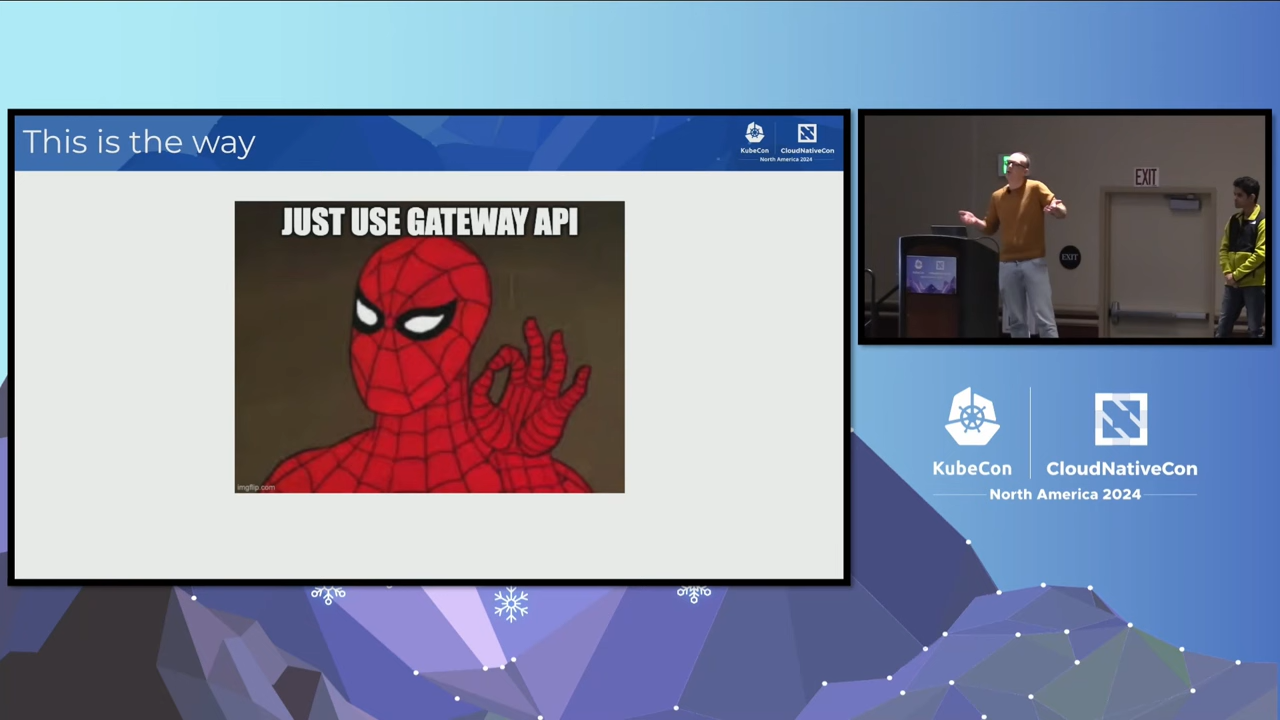 This is the way
KubeCon
CloudNativeCon
North America 2024
JUST USE GATEWAY API
imgflip.com
EXIT
EXIT
KubeCon
CloudNativeCon
North America 2024